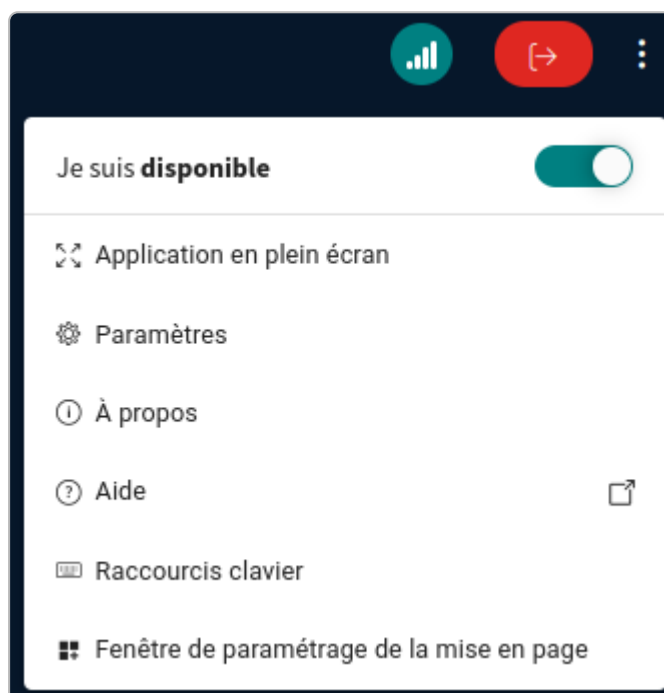 Je suis disponible
Application en plein écran
Paramètres
À propos
Aide
Raccourcis clavier
Fenêtre de paramétrage de la mise en page